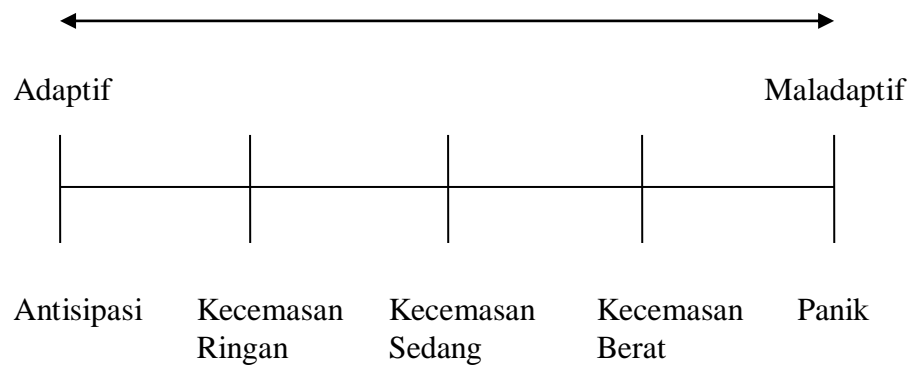 Adaptif Maladaptif
Antisipasi Kecemasan Kecemasan Kecemasan Panik
Ringan Sedang Berat